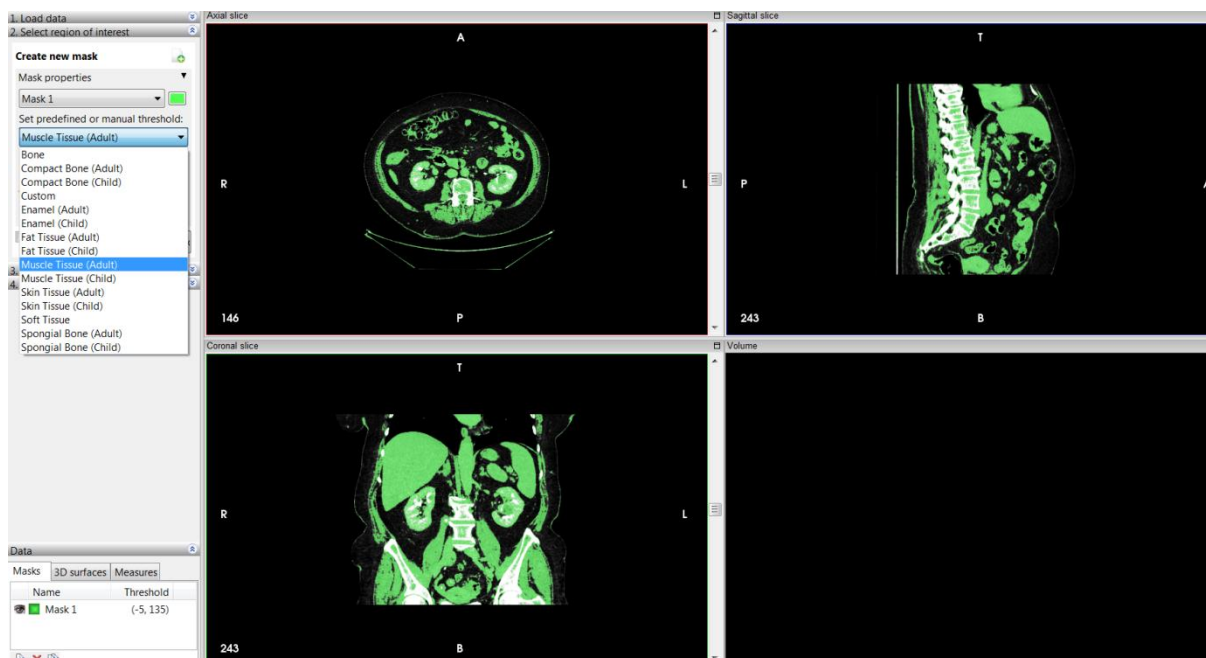 1. Load data
2. Select region of interest
Create new mask
Mask properties
Mask 1
Set predefined or manual threshold:
Muscle Tissue (Adult)
Bone
Compact Bone (Adult)
Compact Bone (Child)
Custom
Enamel (Adult)
Enamel (Child)
Fat Tissue (Adult)
Fat Tissue (Child)
Muscle Tissue (Adult)
Muscle Tissue (Child)
Skin Tissue (Adult)
Skin Tissue (Child)
Soft Tissue
Spongial Bone (Adult)
Spongial Bone (Child)
3.
4.
Data
Masks 3D surfaces Measures
Name Threshold
Mask 1 (-5, 135)
Axial slice
A
R L
146 P
Sagittal slice
T
P
243 B
Coronal slice
T
R L
243 B
Volume